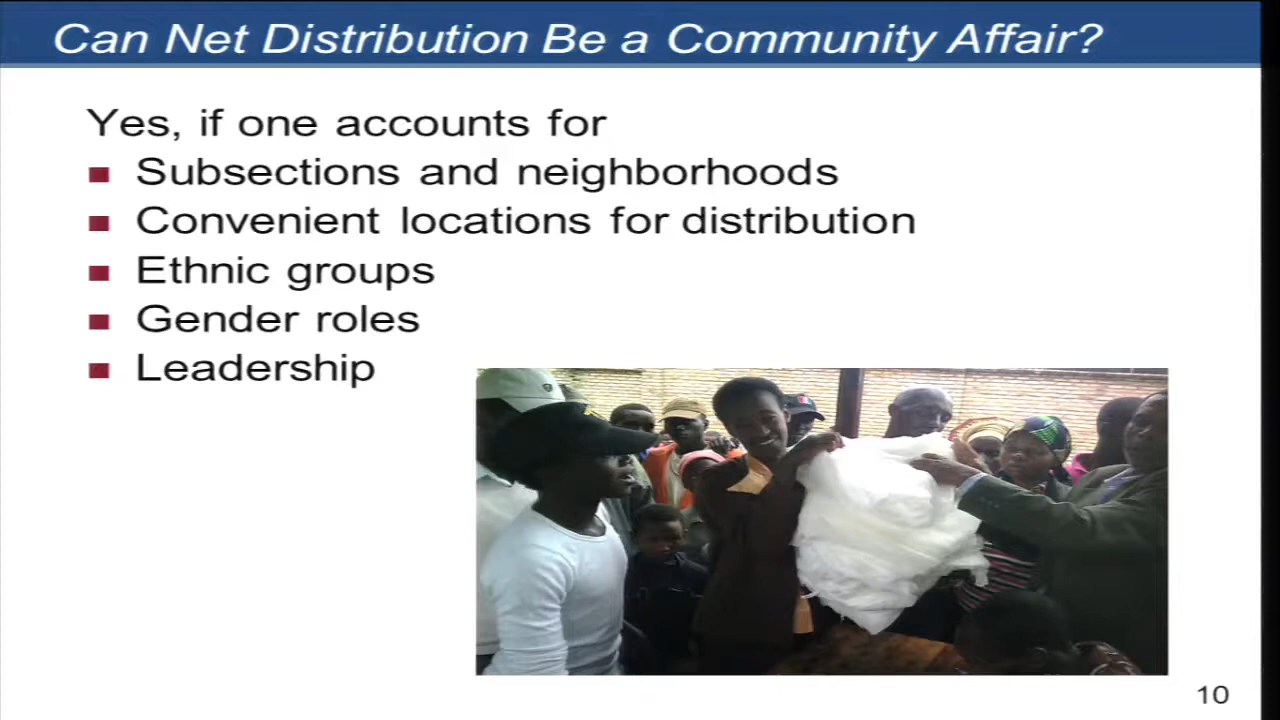 Can Net Distribution Be a Community Affair?
Yes, if one accounts for
Subsections and neighborhoods
Convenient locations for distribution
Ethnic groups
Gender roles
Leadership
10